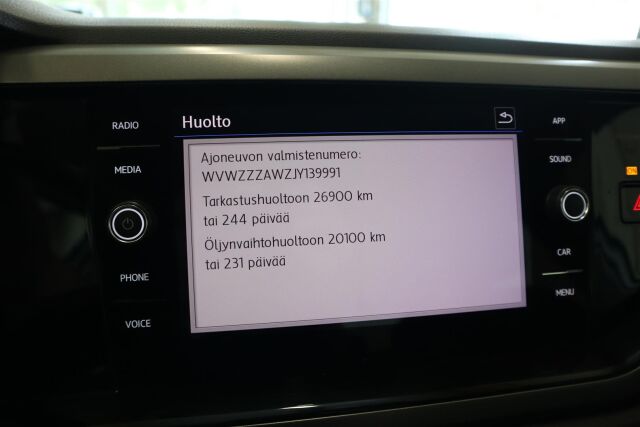 Huolto
RADIO
MEDIA
PHONE
VOICE
Ajoneuvon valmistenumero:
WVWZZZAWZJY139991
Tarkastushuoltoon 26900 km
tai 244 päivää
Öljynvaihtohuoltoon 20100 km
tai 231 päivää
APP
SOUND
CAR
MENU